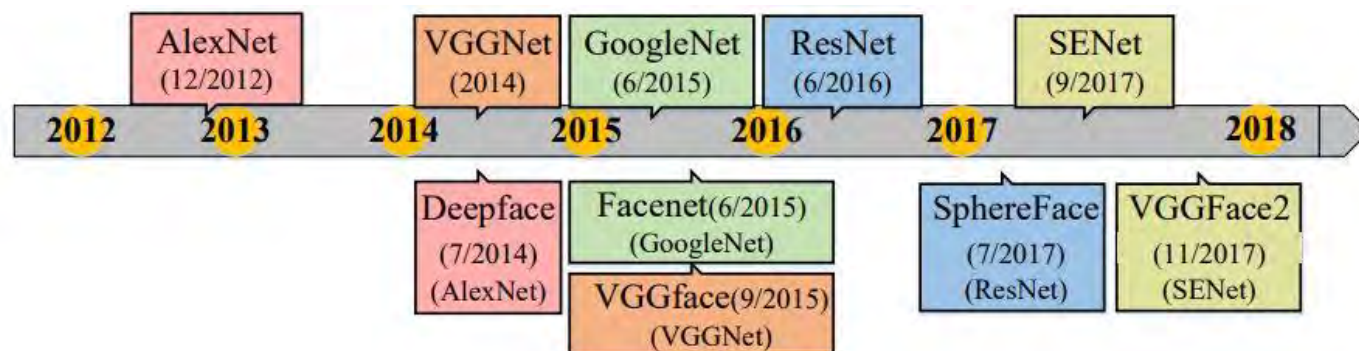 AlexNet
(12/2012)
VGGNet
(2014)
GoogleNet
(6/2015)
ResNet
(6/2016)
SENet
(9/2017)
2012
2013
2014
2015
2016
2017
2018
Deepface
(7/2014)
(AlexNet)
Facenet(6/2015)
(GoogleNet)
VGGface(9/2015)
(VGGNet)
SphereFace
(7/2017)
(ResNet)
VGGFace2
(11/2017)
(SENet)